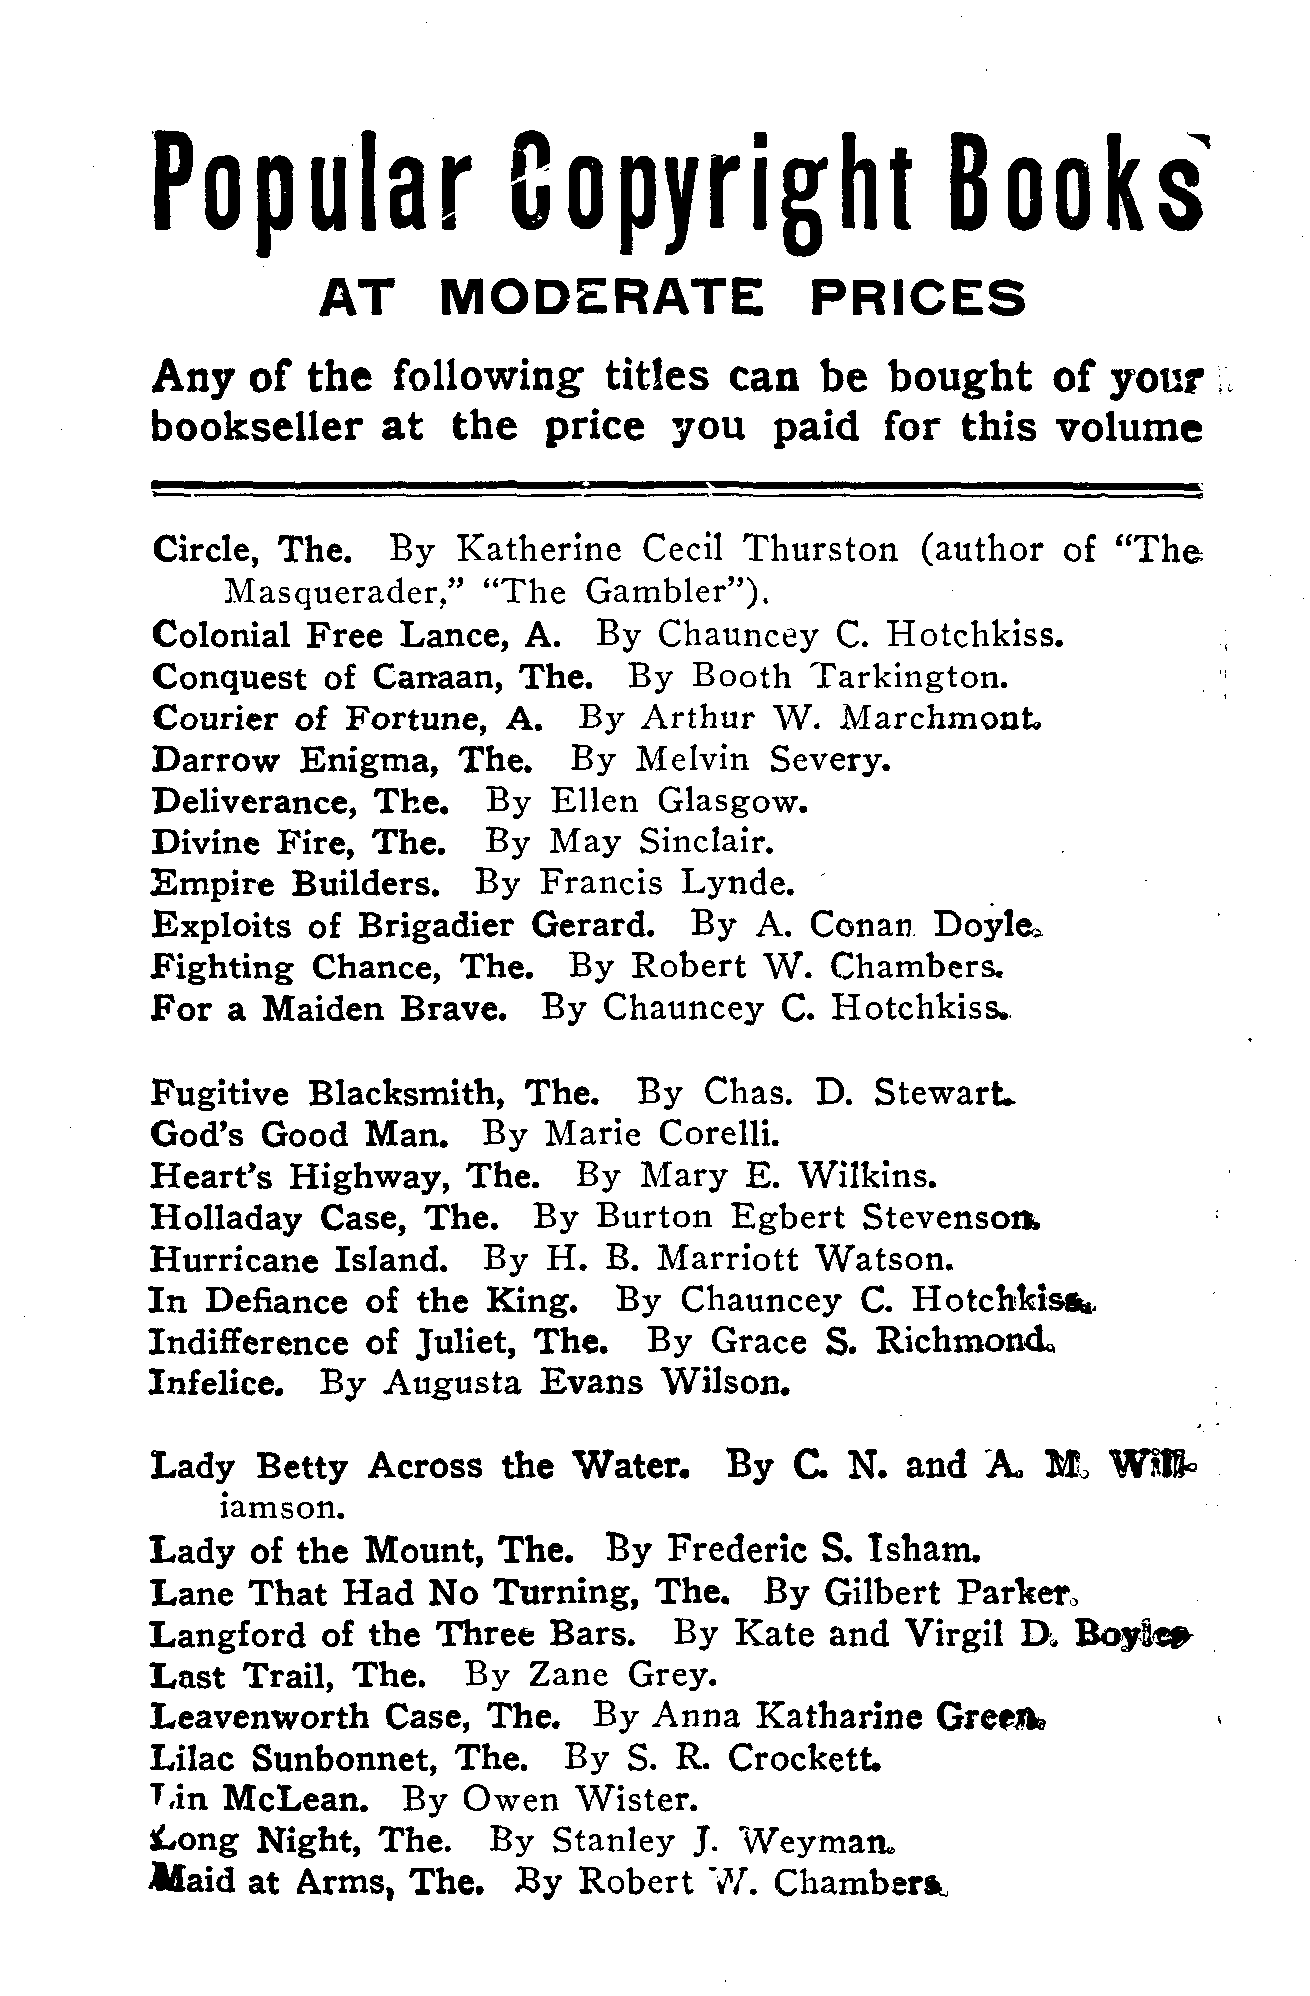 Popular Copyright Books
AT MODERATE PRICES
Any of the following titles can be bought of your
bookseller at the price you paid for this volume
Circle, The. By Katherine Cecil Thurston (author of “The
Masquerader,” “The Gambler”).
Colonial Free Lance, A. By Chauncey C. Hotchkiss.
Conquest of Canaan, The. By Booth Tarkington.
Courier of Fortune, A. By Arthur W. Marchmont.
Darrow Enigma, The. By Melvin Severy.
Deliverance, The. By Ellen Glasgow.
Divine Fire, The. By May Sinclair.
Empire Builders. By Francis Lynde.
Exploits of Brigadier Gerard. By A. Conan Doyle.
Fighting Chance, The. By Robert W. Chambers.
For a Maiden Brave. By Chauncey C. Hotchkiss.
Fugitive Blacksmith, The. By Chas. D. Stewart.
God’s Good Man. By Marie Corelli.
Heart’s Highway, The. By Mary E. Wilkins.
Holladay Case, The. By Burton Egbert Stevenson.
Hurricane Island. By H. B. Marriott Watson.
In Defiance of the King. By Chauncey C. Hotchkiss.
Indifference of Juliet, The. By Grace S. Richmond.
Infelice. By Augusta Evans Wilson.
Lady Betty Across the Water. By C. N. and A. M. Will-
iamson.
Lady of the Mount, The. By Frederic S. Isham.
Lane That Had No Turning, The. By Gilbert Parker.
Langford of the Three Bars. By Kate and Virgil D. Boyles
Last Trail, The. By Zane Grey.
Leavenworth Case, The. By Anna Katharine Green.
Lilac Sunbonnet, The. By S. R. Crockett.
Lin McLean. By Owen Wister.
Long Night, The. By Stanley J. Weyman.
Maid at Arms, The. By Robert W. Chambers.